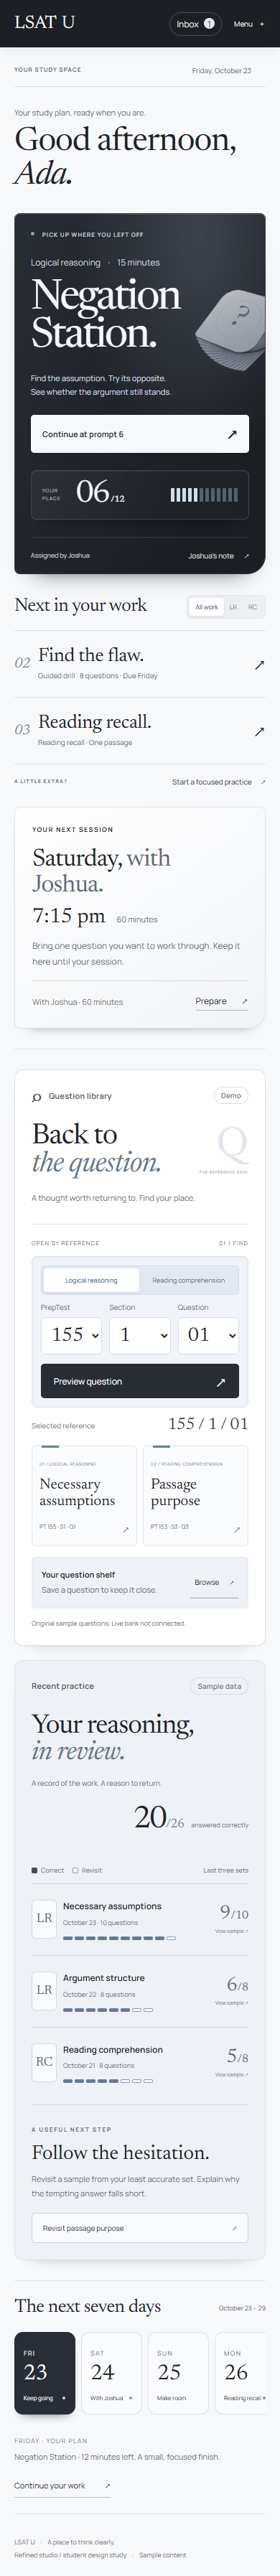 LSAT U
Inbox 1 Menu
YOUR STUDY SPACE Friday, October 23
Your study plan, ready when you are.
Good afternoon,
Ada.
PICK UP WHERE YOU LEFT OFF
Logical reasoning · 15 minutes
Negation
Station.
?
Find the assumption. Try its opposite.
See whether the argument still stands.
Continue at prompt 6 ↗
YOUR
PLACE 06/12
Assigned by Joshua Joshua's note ↗
Next in your work All work LR RC
02 Find the flaw. ↗
Guided drill · 8 questions · Due Friday
03 Reading recall. ↗
Reading recall · One passage
A LITTLE EXTRA? Start a focused practice ↗
YOUR NEXT SESSION
Saturday, with
Joshua.
7:15 pm 60 minutes
Bring one question you want to work through. Keep it
here until your session.
With Joshua · 60 minutes Prepare ↗
Question library Demo
Back to
the question.
Q
THE REFERENCE DESK
A thought worth returning to. Find your place.
OPEN BY REFERENCE 01 / FIND
Logical reasoning Reading comprehension
PrepTest Section Question
155 1 01
Preview question ↗
Selected reference 155 / 1 / 01
01 / LOGICAL REASONING
Necessary
assumptions
PT 155 · S1 · Q1 ↗
02 / READING COMPREHENSION
Passage
purpose
PT 153 · S3 · Q3 ↗
Your question shelf
Save a question to keep it close.
Browse ↗
Original sample questions. Live bank not connected.
Recent practice Sample data
Your reasoning,
in review.
A record of the work. A reason to return.
20/26 answered correctly
Correct Revisit Last three sets
LR Necessary assumptions 9/10
October 23 · 10 questions View sample ↗
LR Argument structure 6/8
October 22 · 8 questions View sample ↗
RC Reading comprehension 5/8
October 21 · 8 questions View sample ↗
A USEFUL NEXT STEP
Follow the hesitation.
Revisit a sample from your least accurate set. Explain why
the tempting answer falls short.
Revisit passage purpose ↗
The next seven days October 23 – 29
FRI SAT SUN MON
23 24 25 26
Keep going With Joshua Make room Reading recall
FRIDAY · YOUR PLAN
Negation Station · 12 minutes left. A small, focused finish.
Continue your work ↗
LSAT U · A place to think clearly.
Refined studio / student design study · Sample content